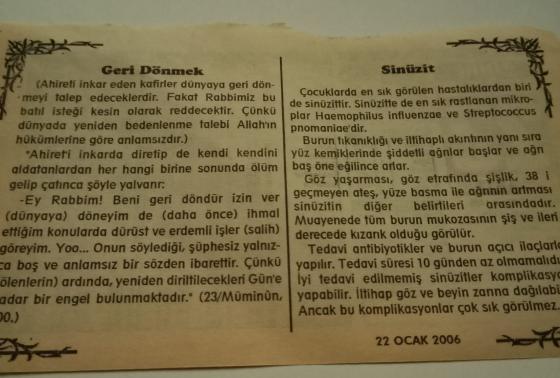 Geri Dönmek
(Ahireti inkar eden kafirler dünyaya geri dön-
meyi talep edeceklerdir. Fakat Rabbimiz bu
batıl isteği kesin olarak reddecektir. Çünkü
dünyada yeniden bedenlenme talebi Allah'ın
hükümlerine göre anlamsızdır.)
"Ahireti inkarda diretip de kendi kendini
aldatanlardan her hangi birine sonunda ölüm
gelip çatınca şöyle yalvarır:
-Ey Rabbim! Beni geri döndür izin ver
(dünyaya) döneyim de (daha önce) ihmal
ettiğim konularda dürüst ve erdemli işler (salih)
göreyim. Yoo... Onun söylediği, şüphesiz yalnız-
ca boş ve anlamsız bir sözden ibarettir. Çünkü
ölenlerin) ardında, yeniden diriltilecekleri Gün'e
adar bir engel bulunmaktadır." (23/Müminûn,
00.)
Sinüzit
Çocuklarda en sık görülen hastalıklardan biri
de sinüzittir. Sinüzitte de en sık rastlanan mikro-
plar Haemophilus influenzae ve Streptococcus
pnomaniae'dir.
Burun tıkanıklığı ve iltihaplı akıntının yanı sıra
yüz kemiklerinde şiddetli ağrılar başlar ve ağrı
baş öne eğilince artar.
Göz yaşarması, göz etrafında şişlik, 38 i
geçmeyen ateş, yüze basma ile ağrının artması
sinüzitin diğer belirtileri arasındadır.
Muayenede tüm burun mukozasının şiş ve ileri
derecede kızarık olduğu görülür.
Tedavi antibiyotikler ve burun açıcı ilaçlarla
yapılır. Tedavi süresi 10 günden az olmamalıdı
İyi tedavi edilmemiş sinüzitler komplikasyo
yapabilir. İltihap göz ve beyin zarına dağılabi
Ancak bu komplikasyonlar çok sık görülmez.
22 OCAK 2006